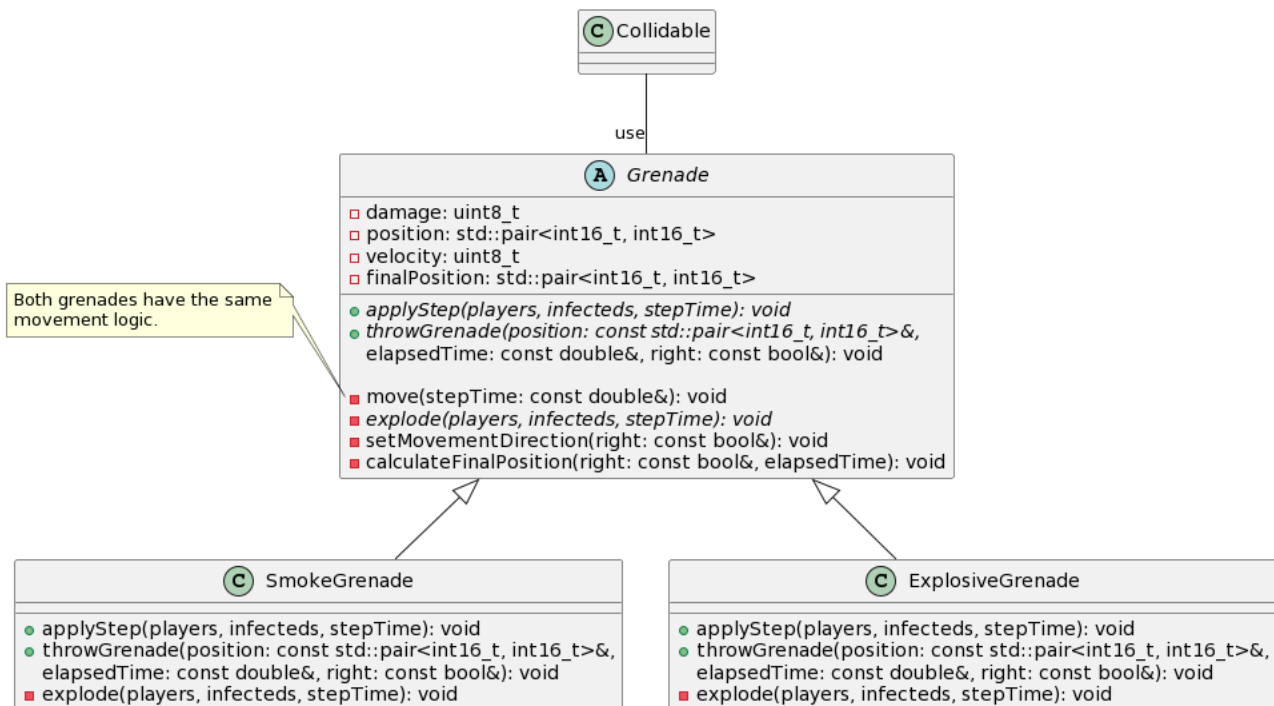 C Collidable
use
A Grenade
damage: uint8_t
position: std::pair<int16_t, int16_t>
velocity: uint8_t
finalPosition: std::pair<int16_t, int16_t>
Both grenades have the same
movement logic.
applyStep(players, infecteds, stepTime): void
throwGrenade(position: const std::pair<int16_t, int16_t>&,
elapsedTime: const double&, right: const bool&): void
move(stepTime: const double&): void
explode(players, infecteds, stepTime): void
setMovementDirection(right: const bool&): void
calculateFinalPosition(right: const bool&, elapsedTime): void
C SmokeGrenade
applyStep(players, infecteds, stepTime): void
throwGrenade(position: const std::pair<int16_t, int16_t>&,
elapsedTime: const double&, right: const bool&): void
explode(players, infecteds, stepTime): void
C ExplosiveGrenade
applyStep(players, infecteds, stepTime): void
throwGrenade(position: const std::pair<int16_t, int16_t>&,
elapsedTime: const double&, right: const bool&): void
explode(players, infecteds, stepTime): void